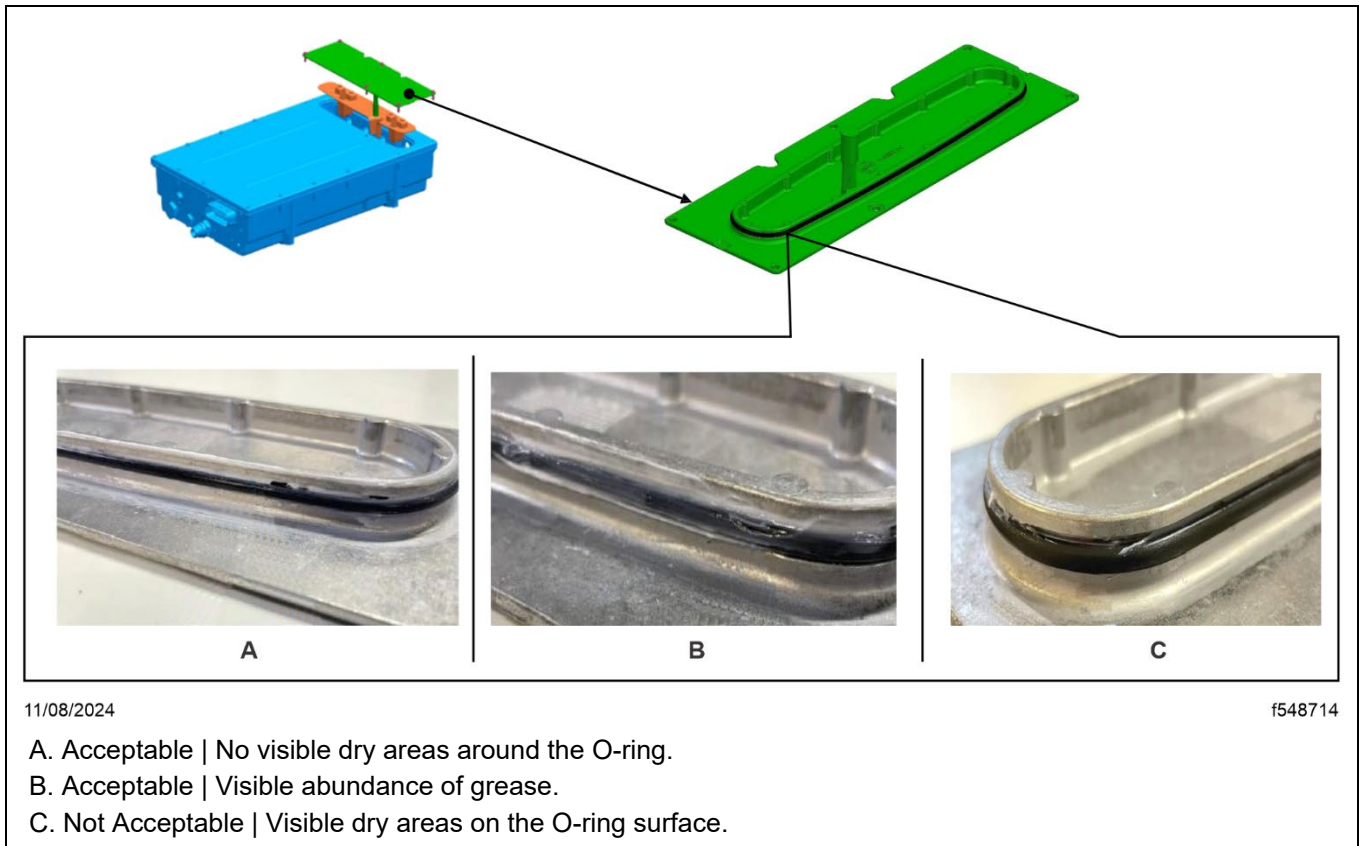 A
B
C
11/08/2024
f548714
A. Acceptable | No visible dry areas around the O-ring.
B. Acceptable | Visible abundance of grease.
C. Not Acceptable | Visible dry areas on the O-ring surface.